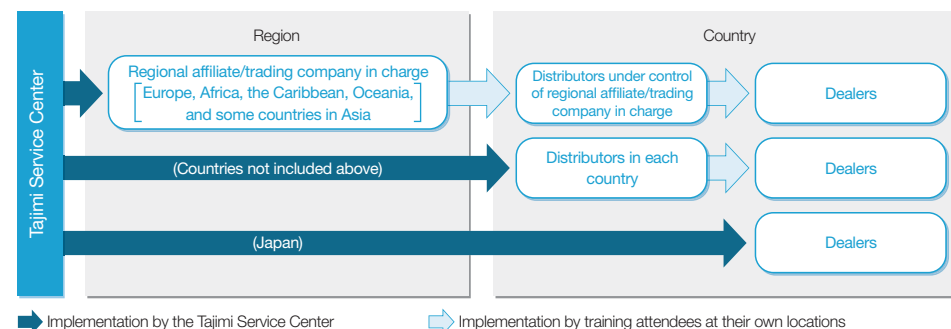 Tajimi Service Center
Region
Country
Regional affiliate/trading company in charge
Europe, Africa, the Caribbean, Oceania,
and some countries in Asia
Distributors under control
of regional affiliate/trading
company in charge
Dealers
(Countries not included above)
Distributors in each
country
Dealers
(Japan)
Dealers
Implementation by the Tajimi Service Center
Implementation by training attendees at their own locations